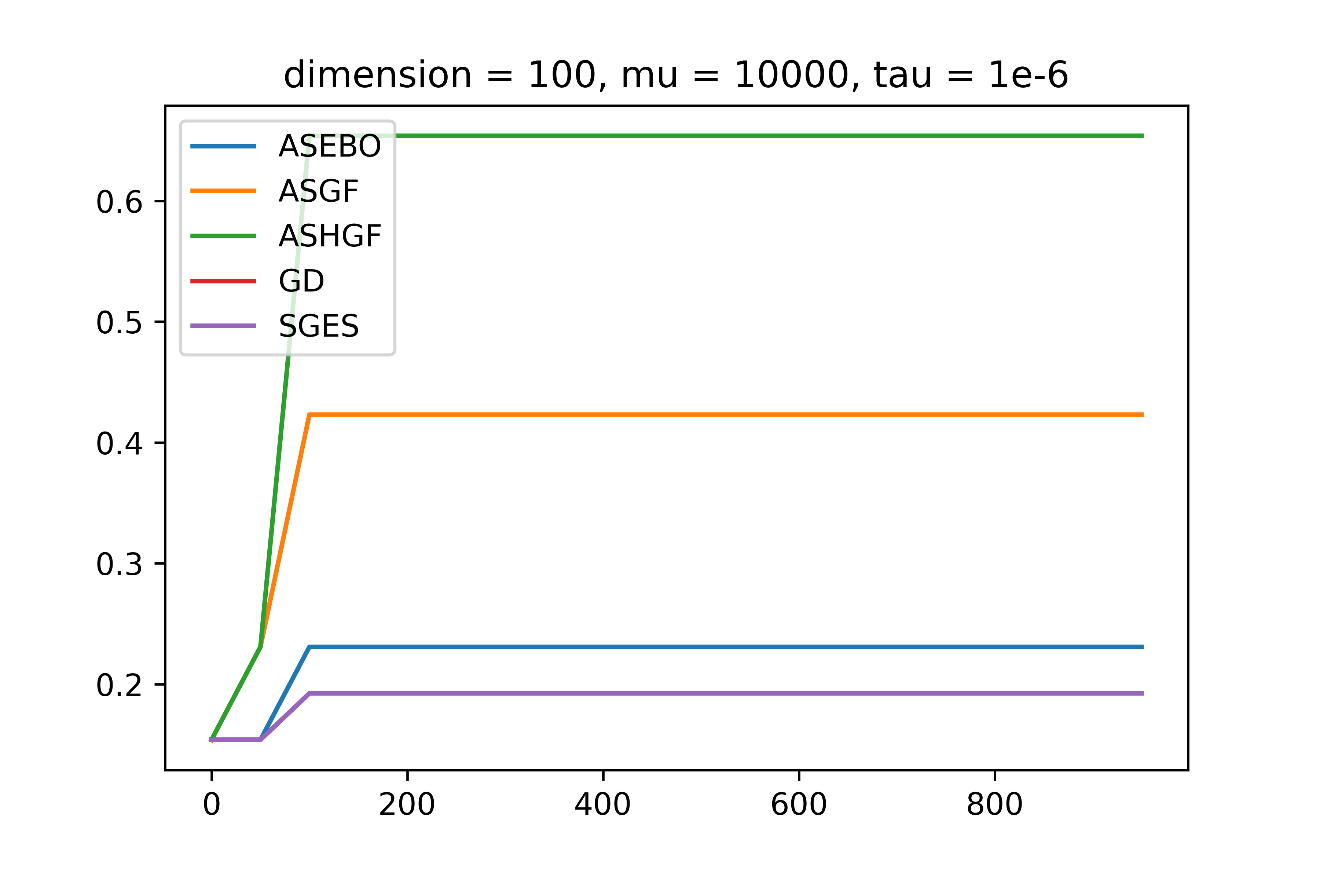 dimension = 100, mu = 10000, tau = 1e-6
ASEBO
ASGF
ASHGF
GD
SGES
0.6
0.5
0.4
0.3
0.2
0 200 400 600 800